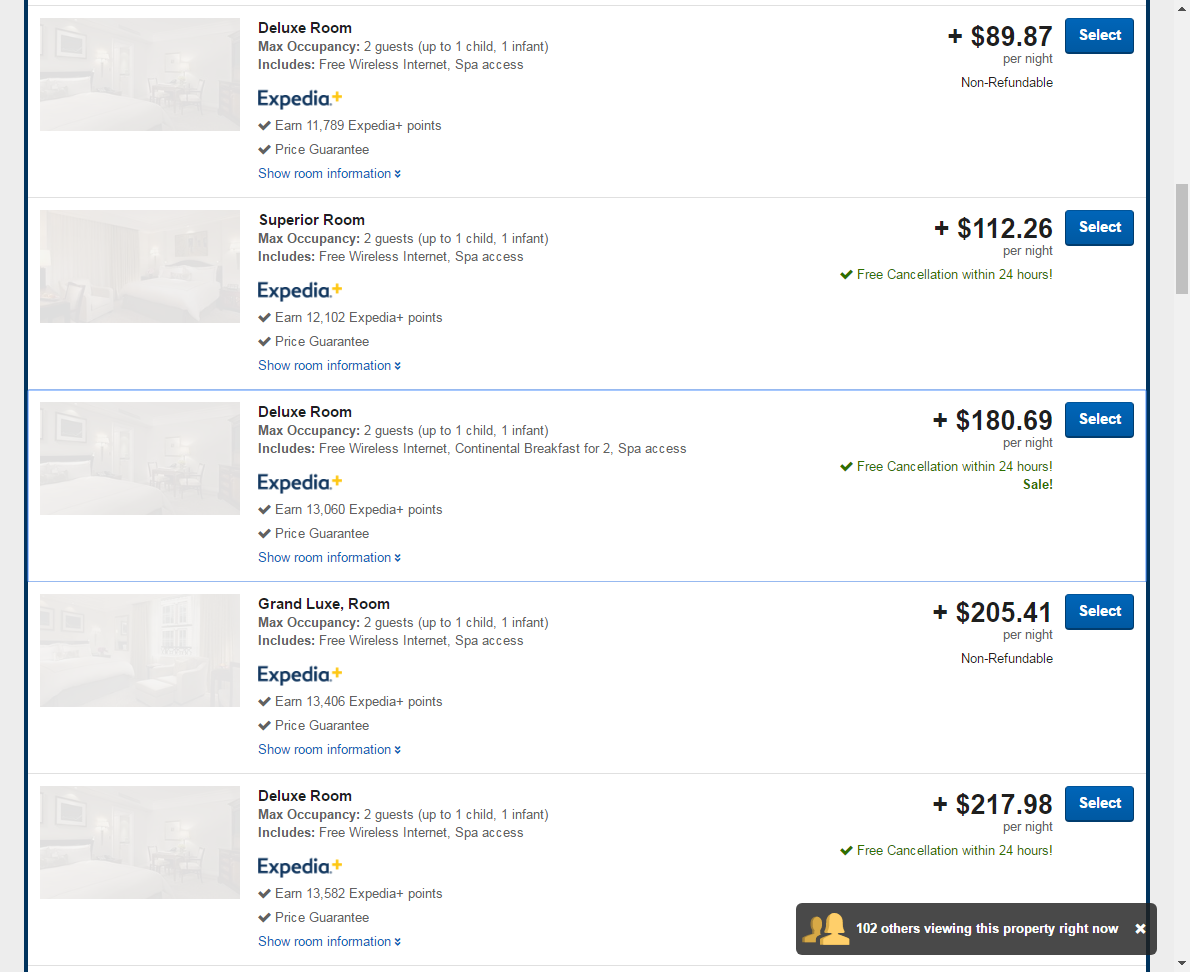 Deluxe Room
Max Occupancy: 2 guests (up to 1 child, 1 infant)
Includes: Free Wireless Internet, Spa access
Expedia+
Earn 11,789 Expedia+ points
Price Guarantee
Show room information
+ $89.87
per night
Non-Refundable
Select
Superior Room
Max Occupancy: 2 guests (up to 1 child, 1 infant)
Includes: Free Wireless Internet, Spa access
Expedia+
Earn 12,102 Expedia+ points
Price Guarantee
Show room information
+ $112.26
per night
Free Cancellation within 24 hours!
Select
Deluxe Room
Max Occupancy: 2 guests (up to 1 child, 1 infant)
Includes: Free Wireless Internet, Continental Breakfast for 2, Spa access
Expedia+
Earn 13,060 Expedia+ points
Price Guarantee
Show room information
+ $180.69
per night
Free Cancellation within 24 hours!
Sale!
Select
Grand Luxe, Room
Max Occupancy: 2 guests (up to 1 child, 1 infant)
Includes: Free Wireless Internet, Spa access
Expedia+
Earn 13,406 Expedia+ points
Price Guarantee
Show room information
+ $205.41
per night
Non-Refundable
Select
Deluxe Room
Max Occupancy: 2 guests (up to 1 child, 1 infant)
Includes: Free Wireless Internet, Spa access
Expedia+
Earn 13,582 Expedia+ points
Price Guarantee
Show room information
+ $217.98
per night
Free Cancellation within 24 hours!
Select
102 others viewing this property right now